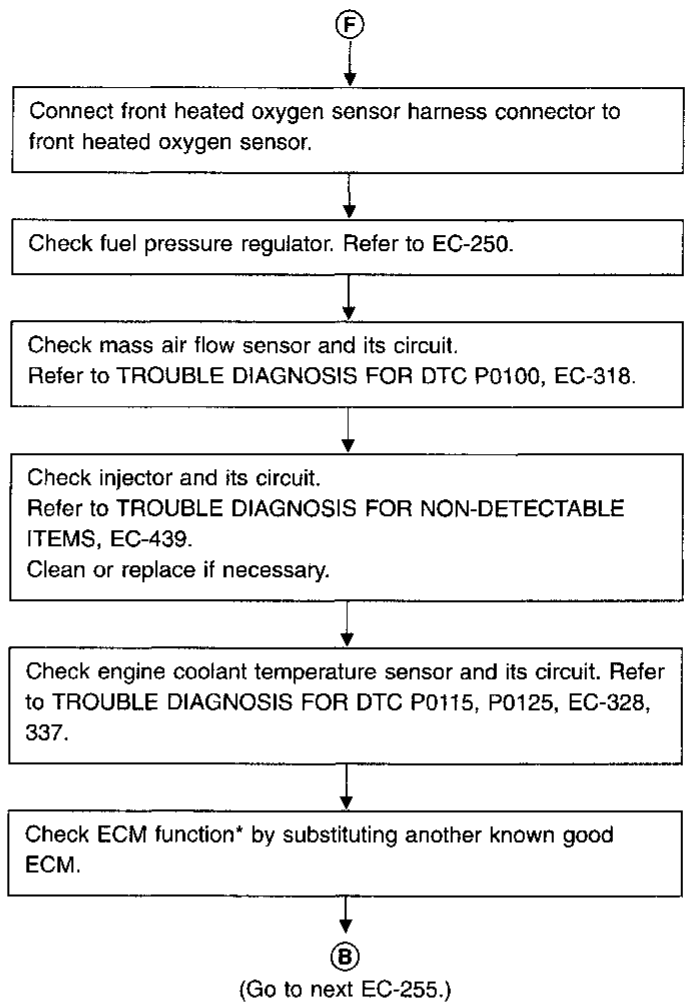 F
Connect front heated oxygen sensor harness connector to
front heated oxygen sensor.
Check fuel pressure regulator. Refer to EC-250.
Check mass air flow sensor and its circuit.
Refer to TROUBLE DIAGNOSIS FOR DTC P0100, EC-318.
Check injector and its circuit.
Refer to TROUBLE DIAGNOSIS FOR NON-DETECTABLE
ITEMS, EC-439.
Clean or replace if necessary.
Check engine coolant temperature sensor and its circuit. Refer
to TROUBLE DIAGNOSIS FOR DTC P0115, P0125, EC-328,
337.
Check ECM function* by substituting another known good
ECM.
B
(Go to next EC-255.)